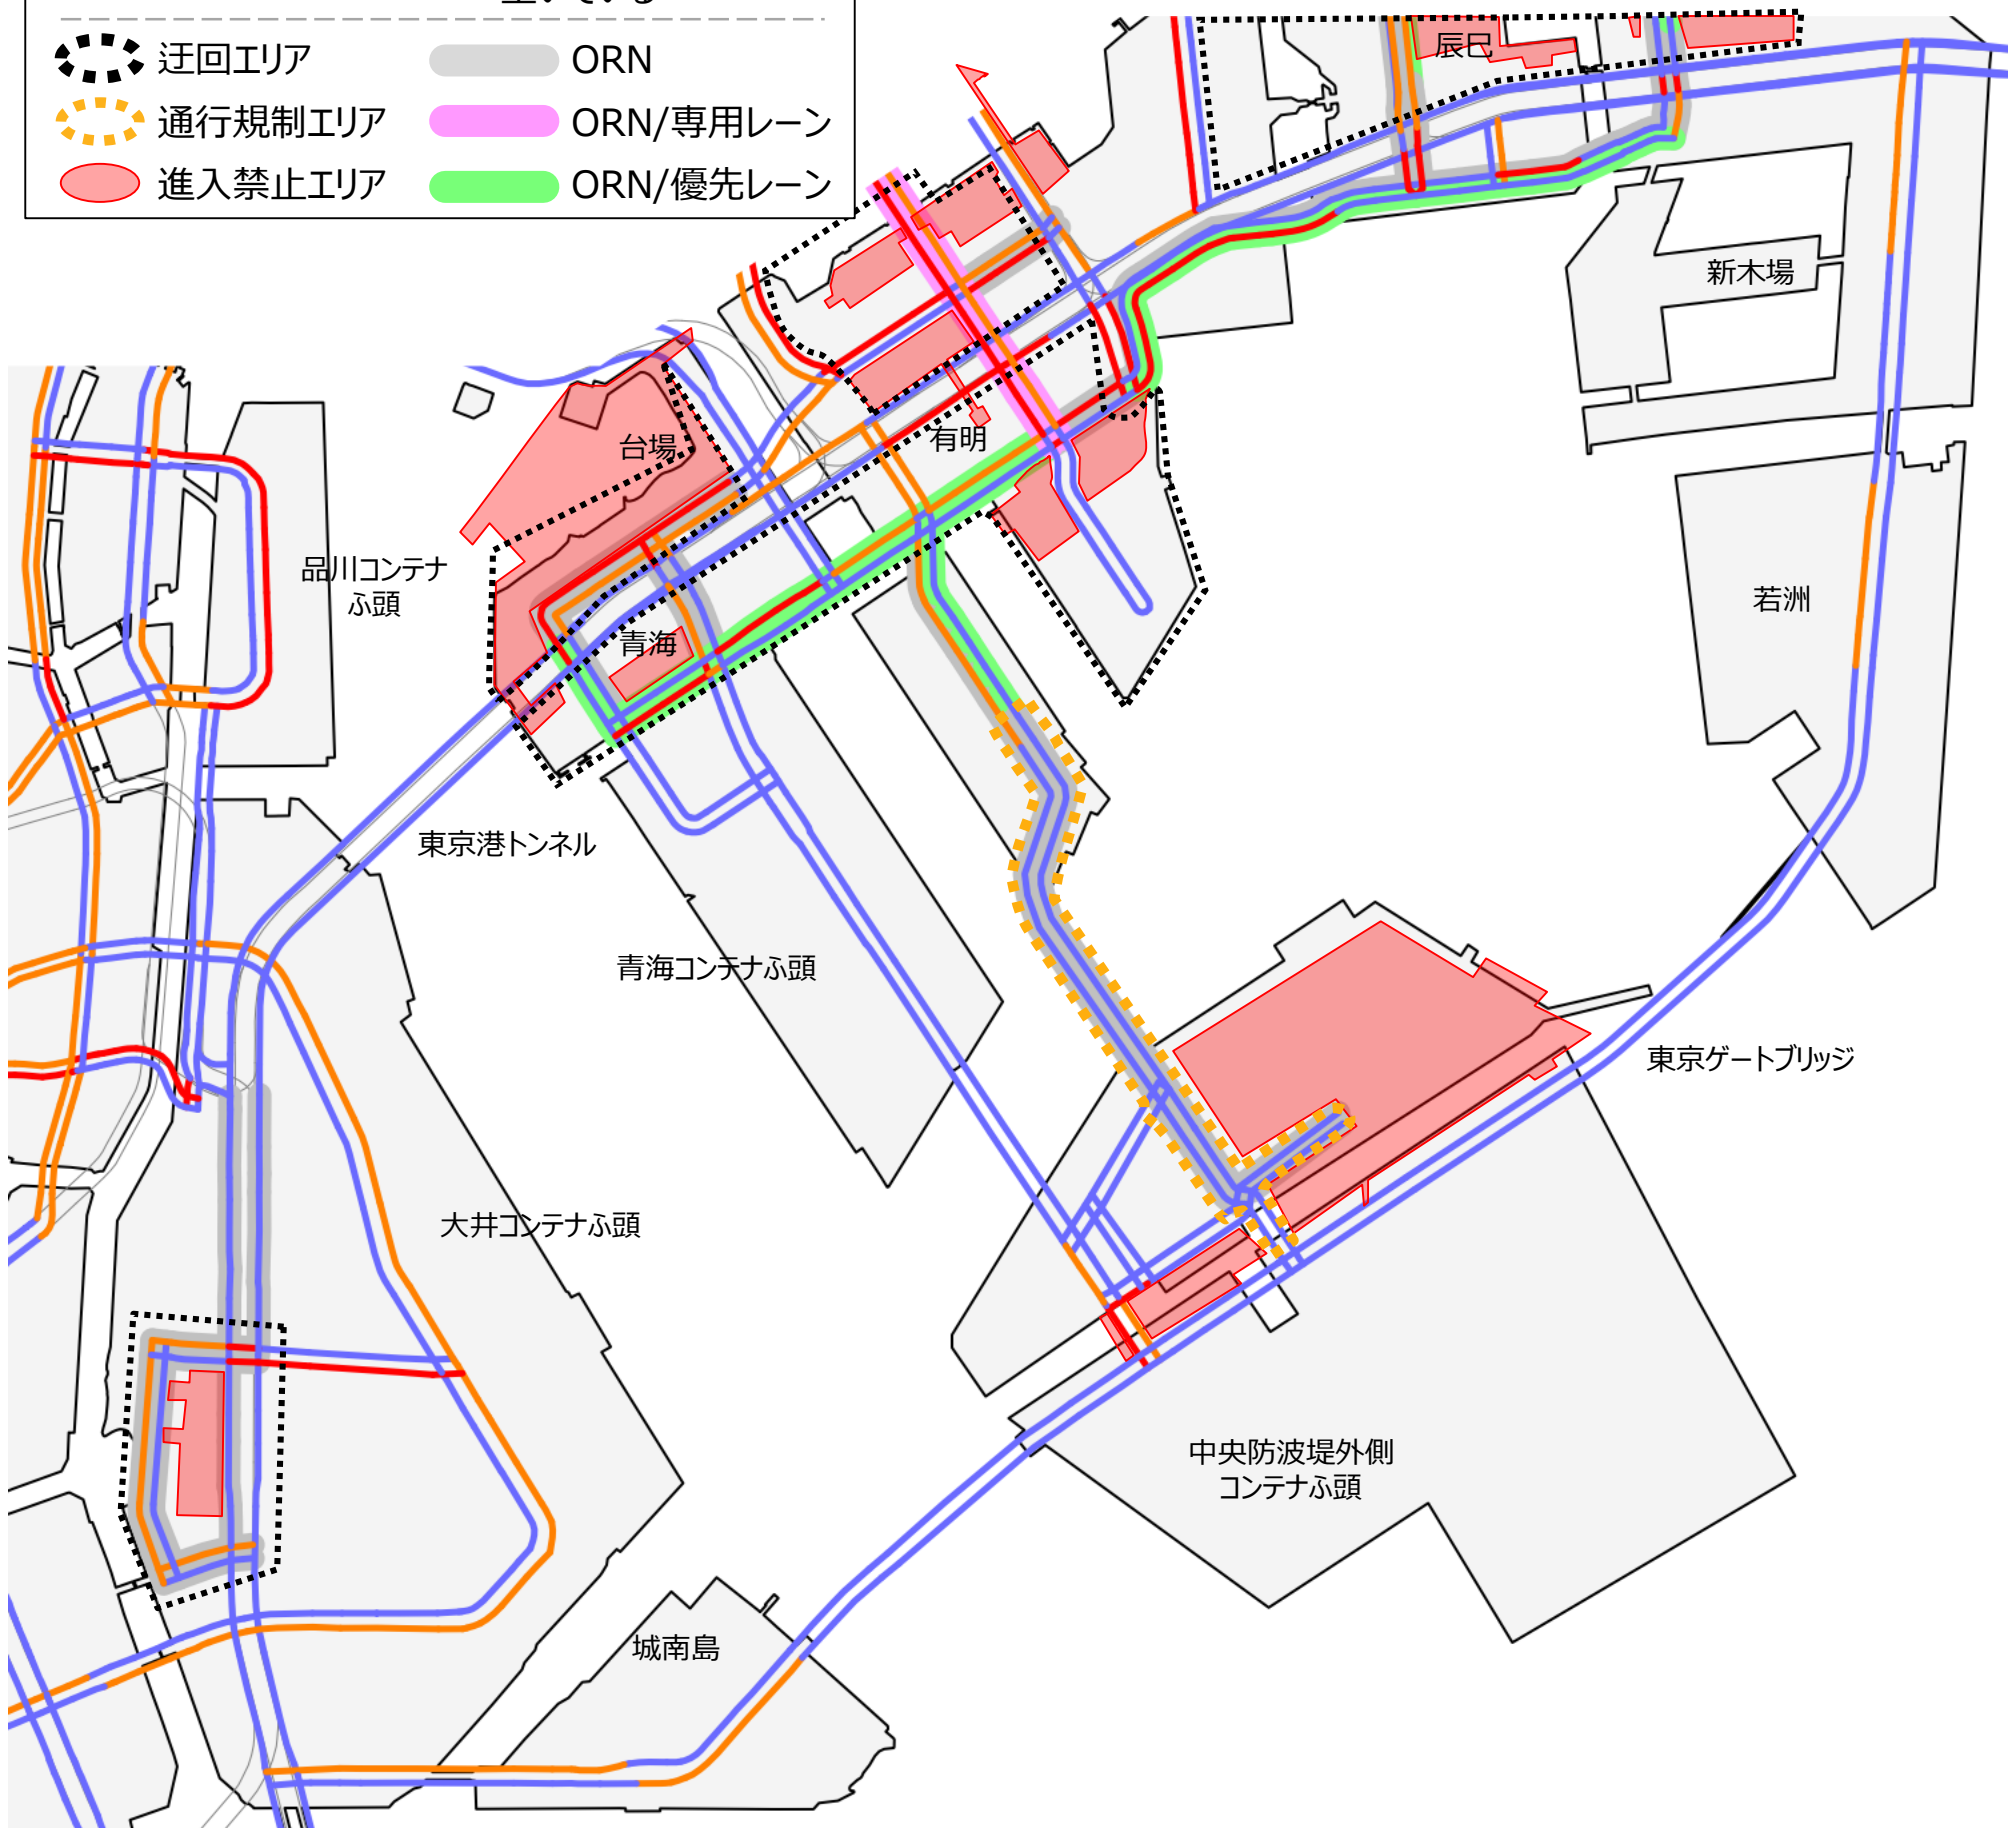 空いている
迂回エリア
ORN
通行規制エリア
ORN/専用レーン
進入禁止エリア
ORN/優先レーン
辰巳
新木場
台場
有明
品川コンテナ
ふ頭
青海
若洲
東京港トンネル
青海コンテナふ頭
東京ゲートブリッジ
大井コンテナふ頭
中央防波堤外側
コンテナふ頭
城南島